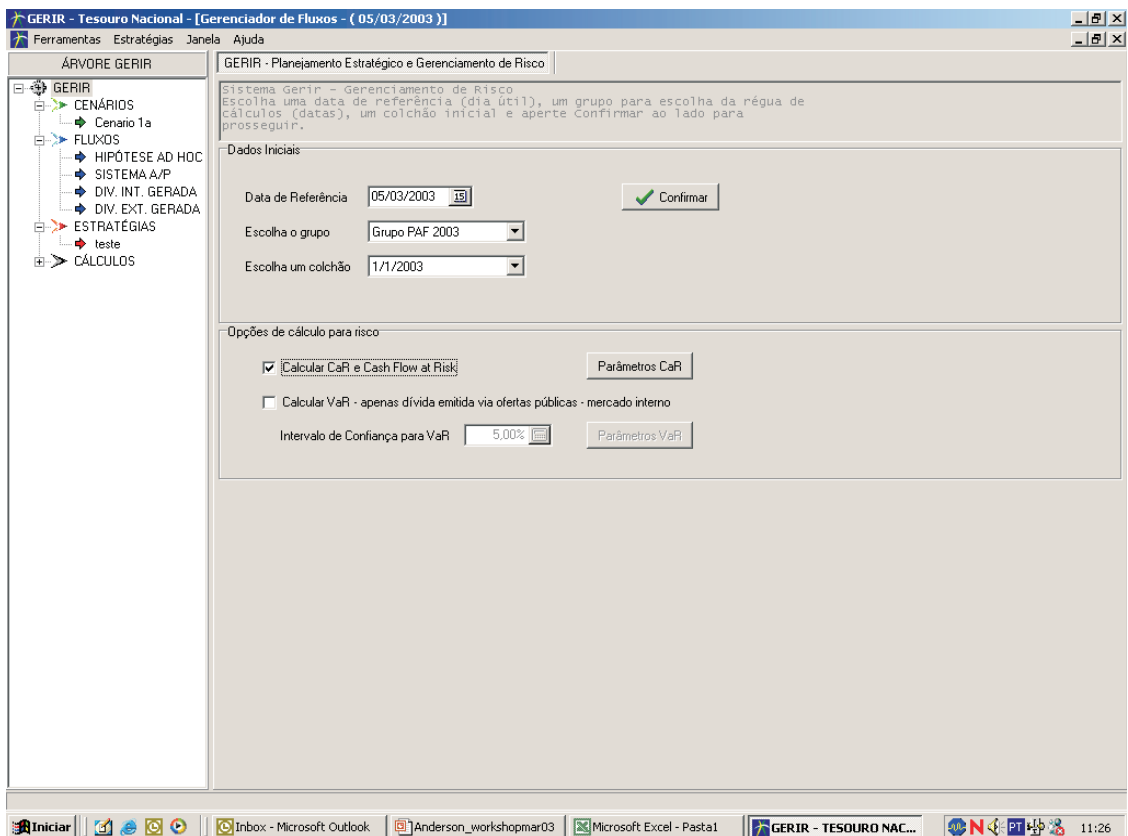 GERIR - Tesouro Nacional - [Gerenciador de Fluxos - ( 05/03/2003 )]
Ferramentas Estratégias Janela Ajuda
ÁRVORE GERIR
GERIR
CENÁRIOS
Cenario 1a
FLUXOS
HIPÓTESE AD HOC
SISTEMA A/P
DIV. INT. GERADA
DIV. EXT. GERADA
ESTRATÉGIAS
teste
CÁLCULOS
GERIR - Planejamento Estratégico e Gerenciamento de Risco
Sistema Gerir - Gerenciamento de Risco
Escolha uma data de referência (dia útil), um grupo para escolha da régua de
cálculos (datas), um colchão inicial e aperte Confirmar ao lado para
prosseguir.
Dados Iniciais
Data de Referência 05/03/2003 15 Confirmar
Escolha o grupo Grupo PAF 2003
Escolha um colchão 1/1/2003
Opções de cálculo para risco
Calcular CaR e Cash Flow at Risk Parâmetros CaR
Calcular VaR - apenas dívida emitida via ofertas públicas - mercado interno
Intervalo de Confiança para VaR 5,00% Parâmetros VaR
Iniciar Inbox - Microsoft Outlook Anderson_workshopmar03 Microsoft Excel - Pasta1 GERIR - TESOURO NAC... N PT 11:26